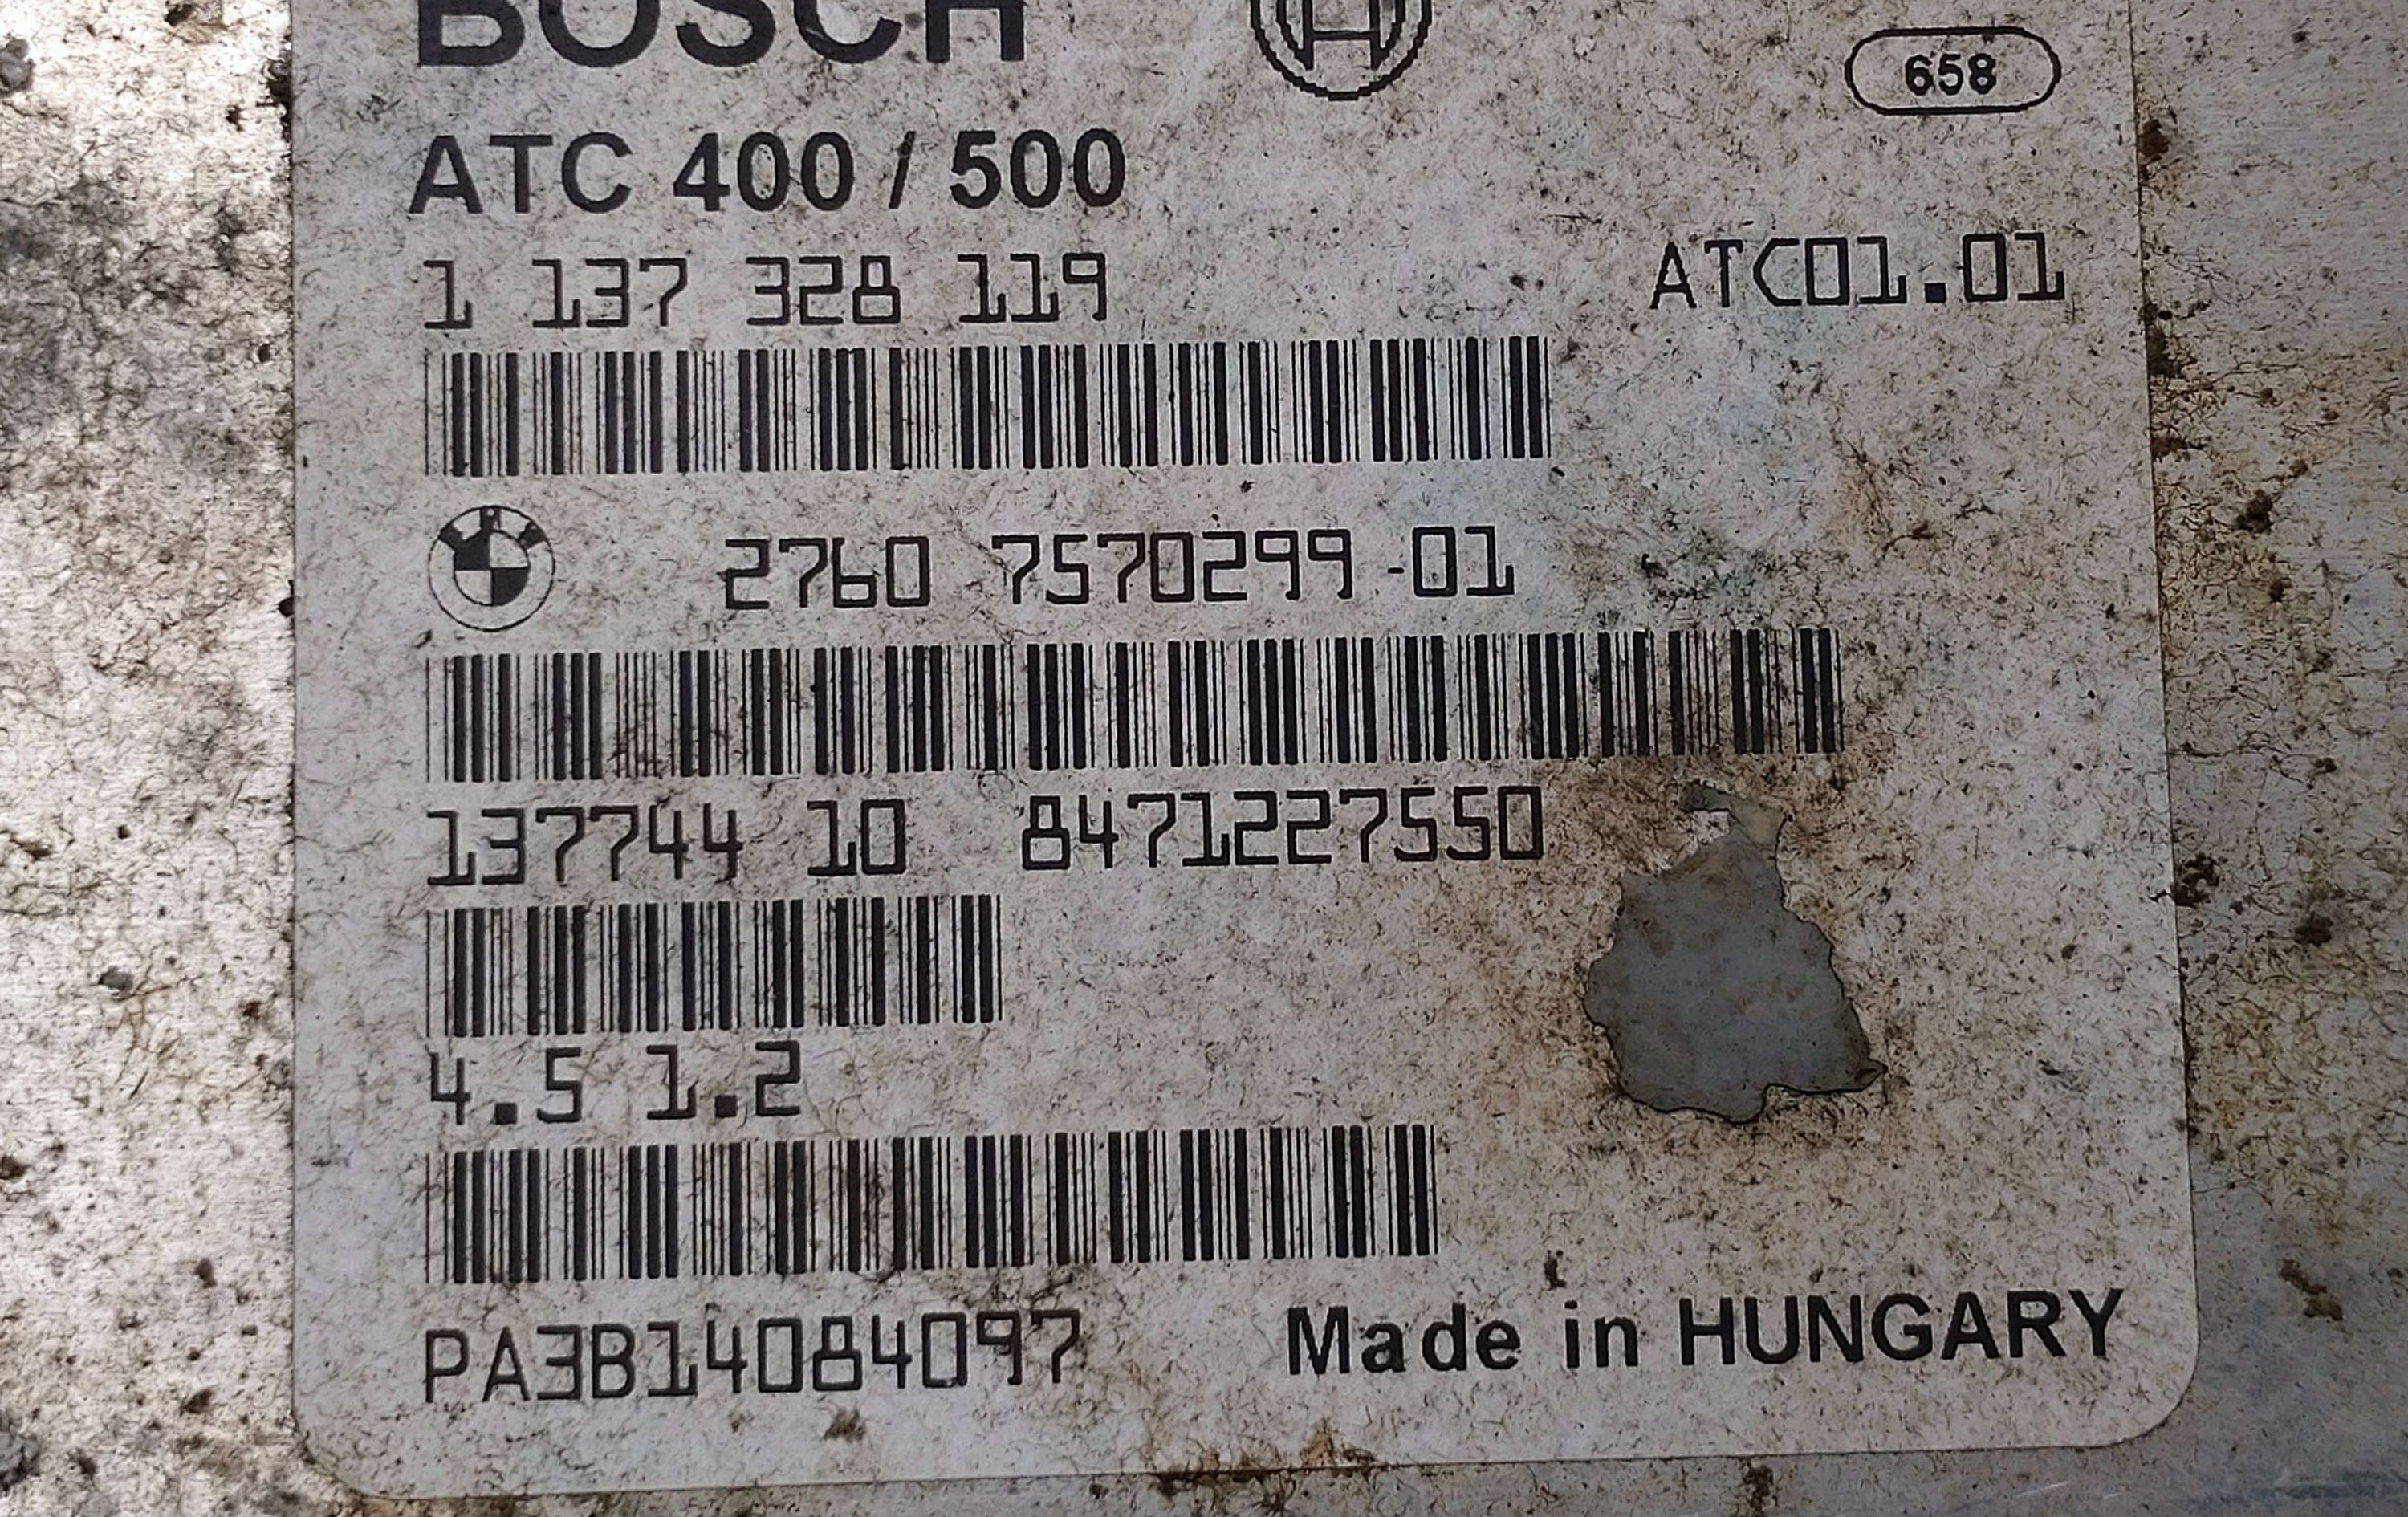 BOSCH
658
ATC 400 / 500
1 137 328 119 ATC01.01
2760 7570299-01
137744 10 8471227550
4.5 1.2
PA3B14084097 Made in HUNGARY